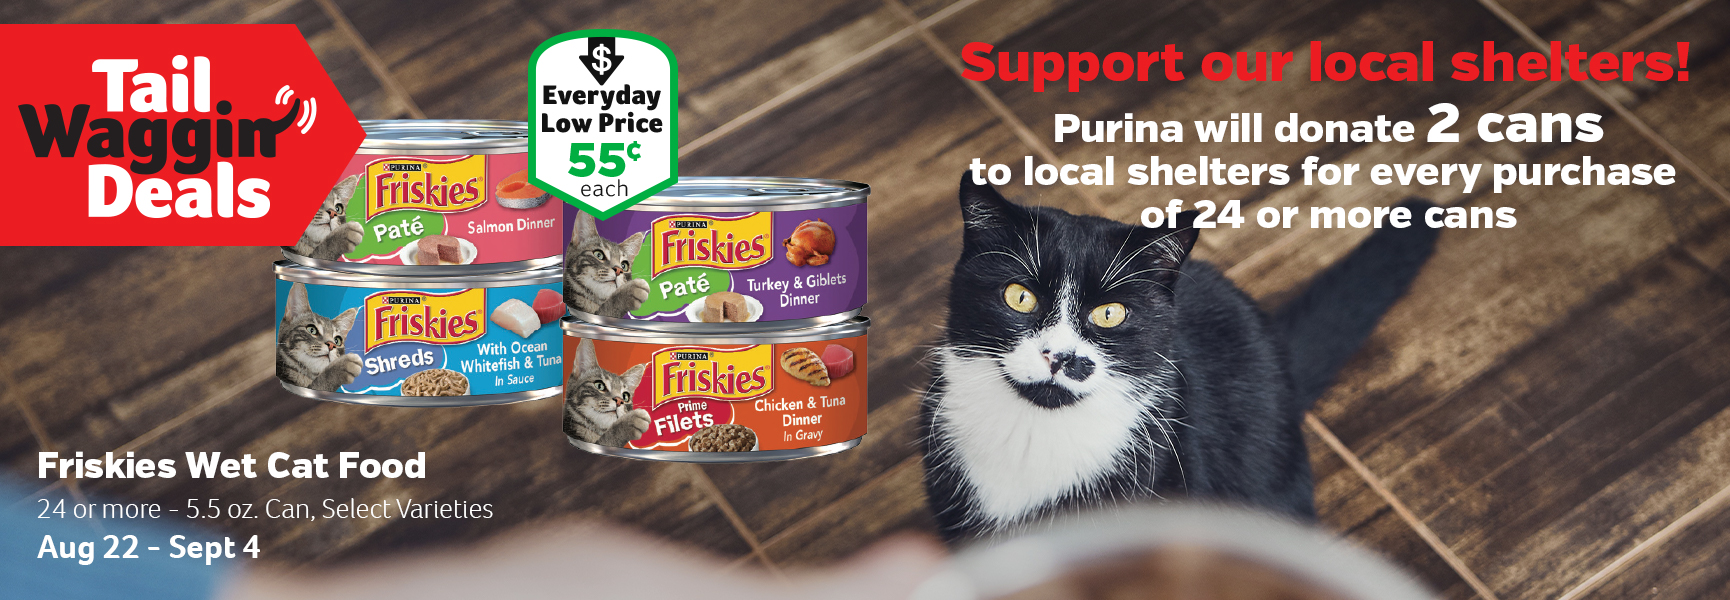 Tail
Waggin'
Deals
$
Everyday
Low Price
55¢
each
PURINA
Friskies
Paté
Salmon Dinner
PURINA
Friskies
Shreds
With Ocean
Whitefish & Tuna
In Sauce
PURINA
Friskies
Paté
Turkey & Giblets
Dinner
PURINA
Friskies
Prime
Filets
Chicken & Tuna
Dinner
In Gravy
Support our local shelters!
Purina will donate 2 cans
to local shelters for every purchase
of 24 or more cans
Friskies Wet Cat Food
24 or more - 5.5 oz. Can, Select Varieties
Aug 22 - Sept 4